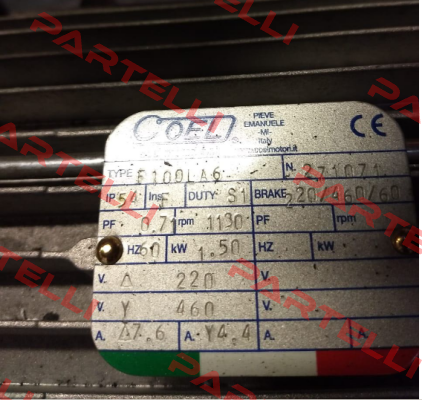 COEL
PIEVE
EMANUELE
-MI-
Italy
CE
TYPE F100LA6 N. 271071
IP 54 Ins. F DUTY S1 BRAKE 220/460/60
PF 0.71 rpm 1130 PF rpm
HZ 60 kW 1.50 HZ kW
V. Δ 220 V.
V. Y 460 V.
A. Δ7.6 A. Y4.4 A. A.
PARTELLI
PARTELLI
PARTELLI
PARTELLI
PARTELLI